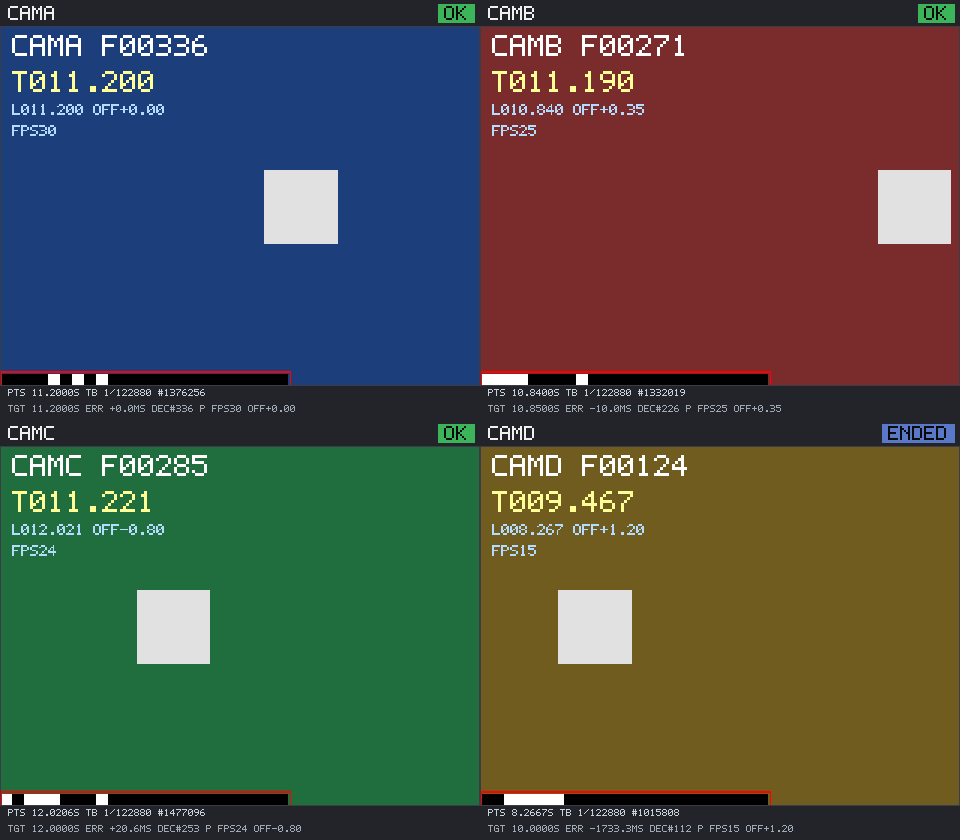 CAMA OK
CAMA F00336
T011.200
L011.200 OFF+0.00
FPS30
PTS 11.2000S TB 1/122880 #1376256
TGT 11.2000S ERR +0.0MS DEC#336 P FPS30 OFF+0.00
CAMB OK
CAMB F00271
T011.190
L010.840 OFF+0.35
FPS25
PTS 10.8400S TB 1/122880 #1332019
TGT 10.8500S ERR -10.0MS DEC#226 P FPS25 OFF+0.35
CAMC OK
CAMC F00285
T011.221
L012.021 OFF-0.80
FPS24
PTS 12.0206S TB 1/122880 #1477096
TGT 12.0000S ERR +20.6MS DEC#253 P FPS24 OFF-0.80
CAMD ENDED
CAMD F00124
T009.467
L008.267 OFF+1.20
FPS15
PTS 8.2667S TB 1/122880 #1015808
TGT 10.0000S ERR -1733.3MS DEC#112 P FPS15 OFF+1.20